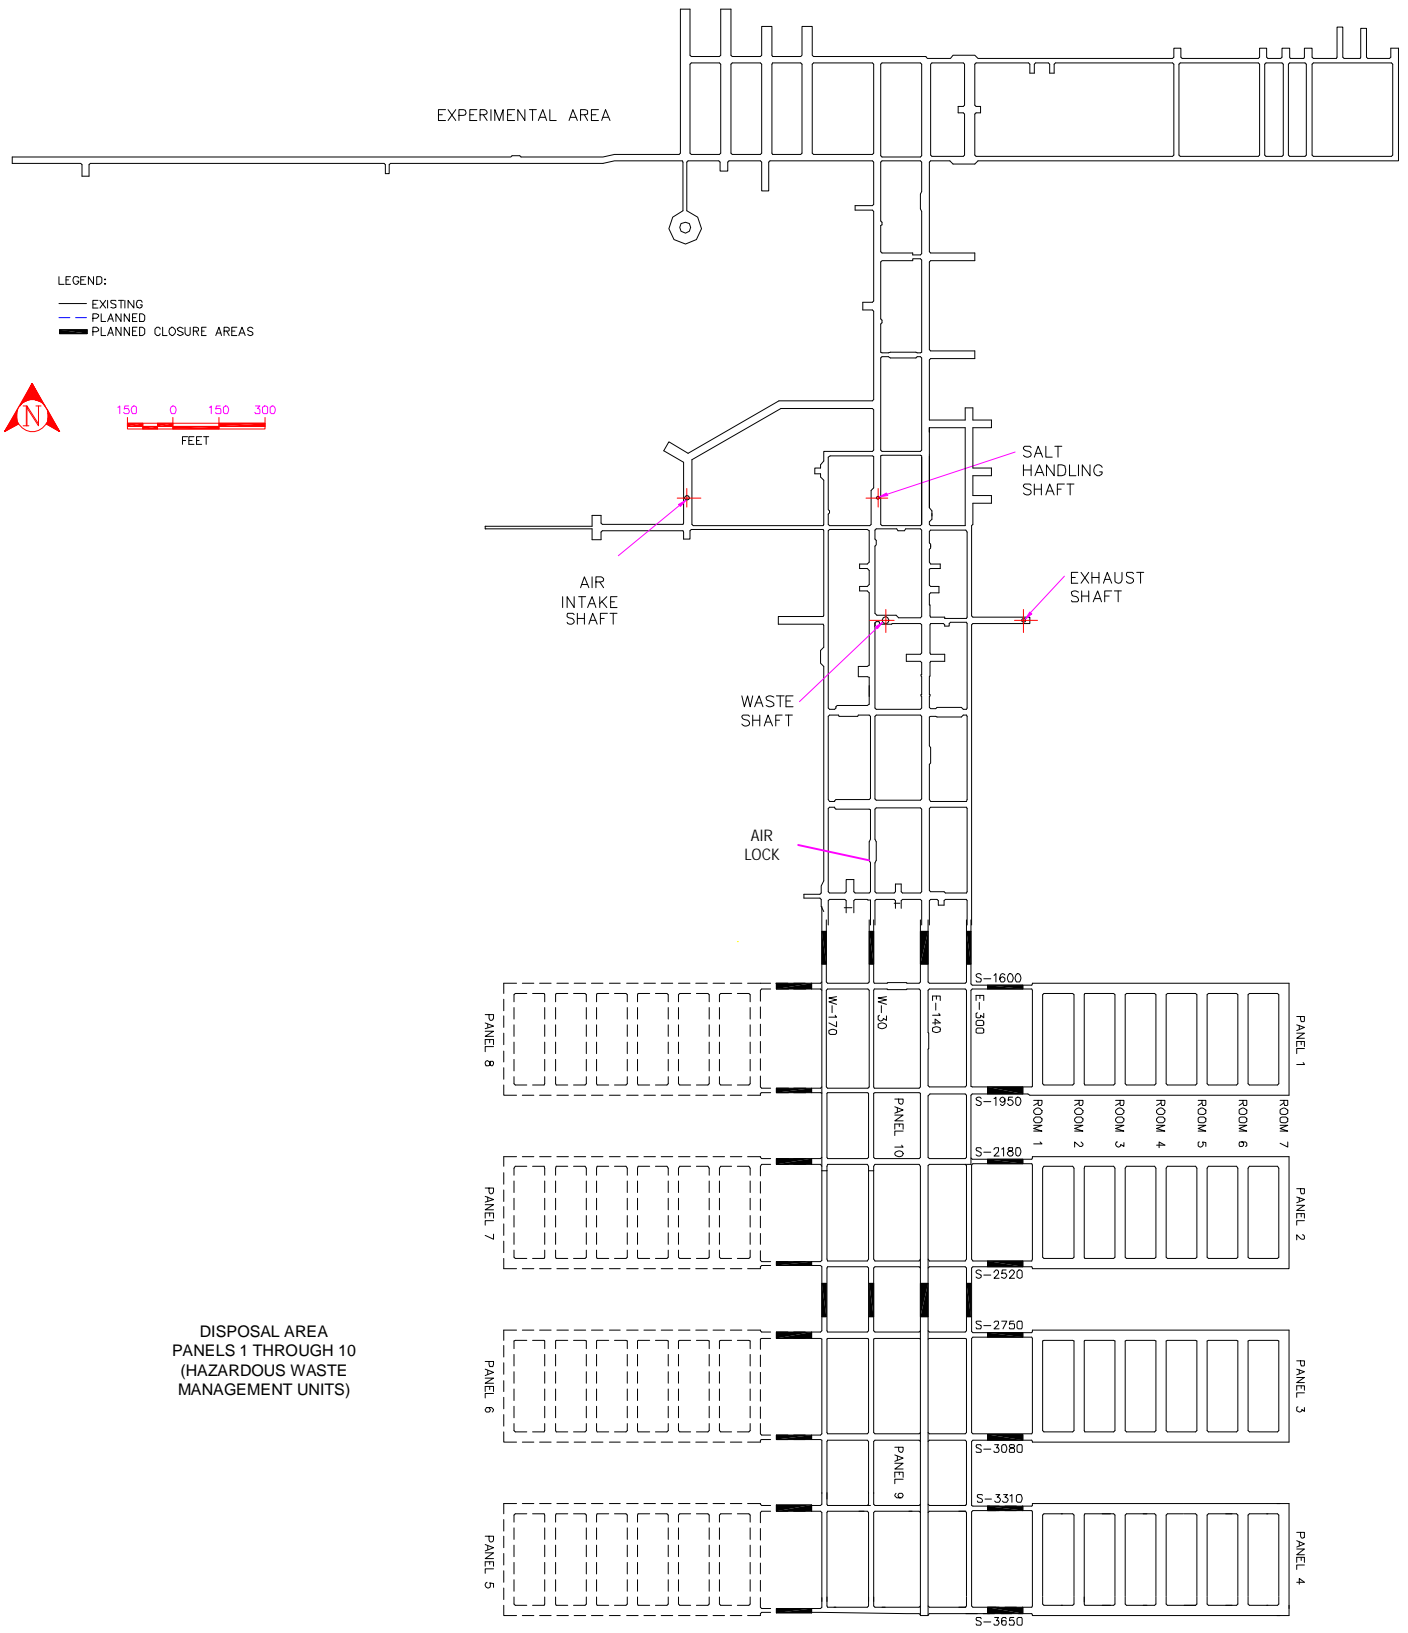 EXPERIMENTAL AREA
LEGEND:
EXISTING
PLANNED
PLANNED CLOSURE AREAS
N
150 0 150 300
FEET
SALT
HANDLING
SHAFT
AIR
INTAKE
SHAFT
EXHAUST
SHAFT
WASTE
SHAFT
AIR
LOCK
S-1600
W-170
W-30
E-140
E-300
PANEL 8
PANEL 1
S-1950
PANEL 10
ROOM 1
ROOM 2
ROOM 3
ROOM 4
ROOM 5
ROOM 6
ROOM 7
S-2180
PANEL 7
PANEL 2
S-2520
S-2750
DISPOSAL AREA
PANELS 1 THROUGH 10
(HAZARDOUS WASTE
MANAGEMENT UNITS)
PANEL 6
PANEL 3
S-3080
PANEL 9
S-3310
PANEL 5
PANEL 4
S-3650